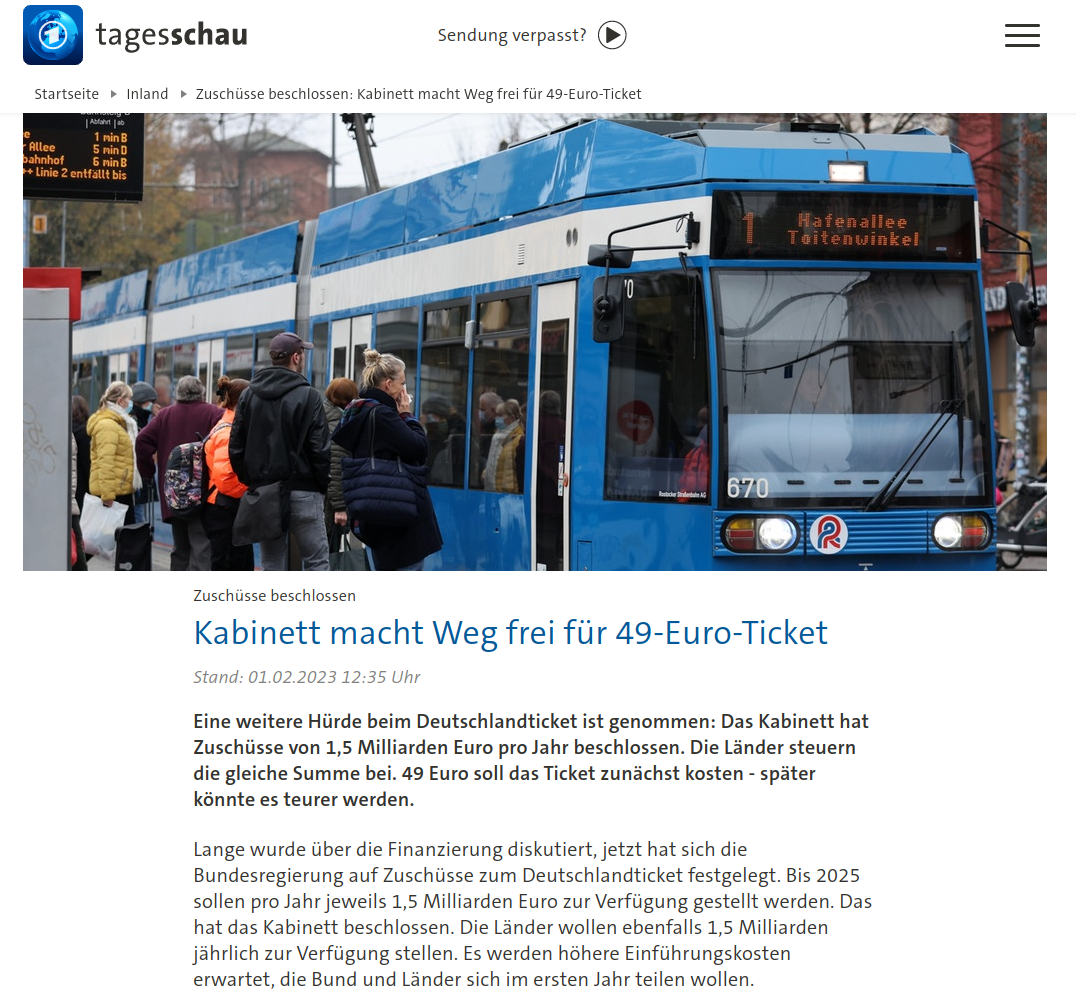 tagesschau
Sendung verpasst?
Startseite
Inland
Zuschüsse beschlossen: Kabinett macht Weg frei für 49-Euro-Ticket
Abfahrt ab
e 1 min B
Allee 5 min D
bahnhof 6 min B
Linie 2 entfällt bis
1
1 Hafenallee
Toitenwinkel
Rostocker Straßenbahn AG
670
Zuschüsse beschlossen
Kabinett macht Weg frei für 49-Euro-Ticket
Stand: 01.02.2023 12:35 Uhr
Eine weitere Hürde beim Deutschlandticket ist genommen: Das Kabinett hat
Zuschüsse von 1,5 Milliarden Euro pro Jahr beschlossen. Die Länder steuern
die gleiche Summe bei. 49 Euro soll das Ticket zunächst kosten - später
könnte es teurer werden.
Lange wurde über die Finanzierung diskutiert, jetzt hat sich die
Bundesregierung auf Zuschüsse zum Deutschlandticket festgelegt. Bis 2025
sollen pro Jahr jeweils 1,5 Milliarden Euro zur Verfügung gestellt werden. Das
hat das Kabinett beschlossen. Die Länder wollen ebenfalls 1,5 Milliarden
jährlich zur Verfügung stellen. Es werden höhere Einführungskosten
erwartet, die Bund und Länder sich im ersten Jahr teilen wollen.